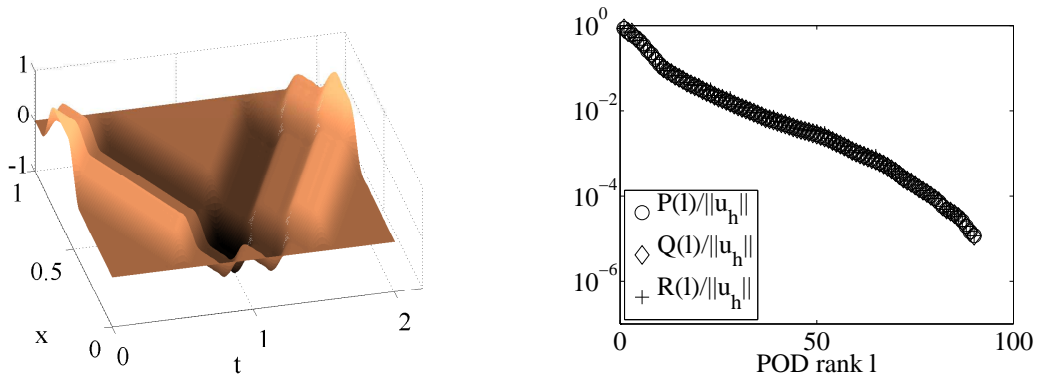 1
0
-1
1
0.5
0
x
0
1
2
t
10^0
10^-2
10^-4
10^-6
P(l)/||u_h||
Q(l)/||u_h||
R(l)/||u_h||
0
50
100
POD rank l